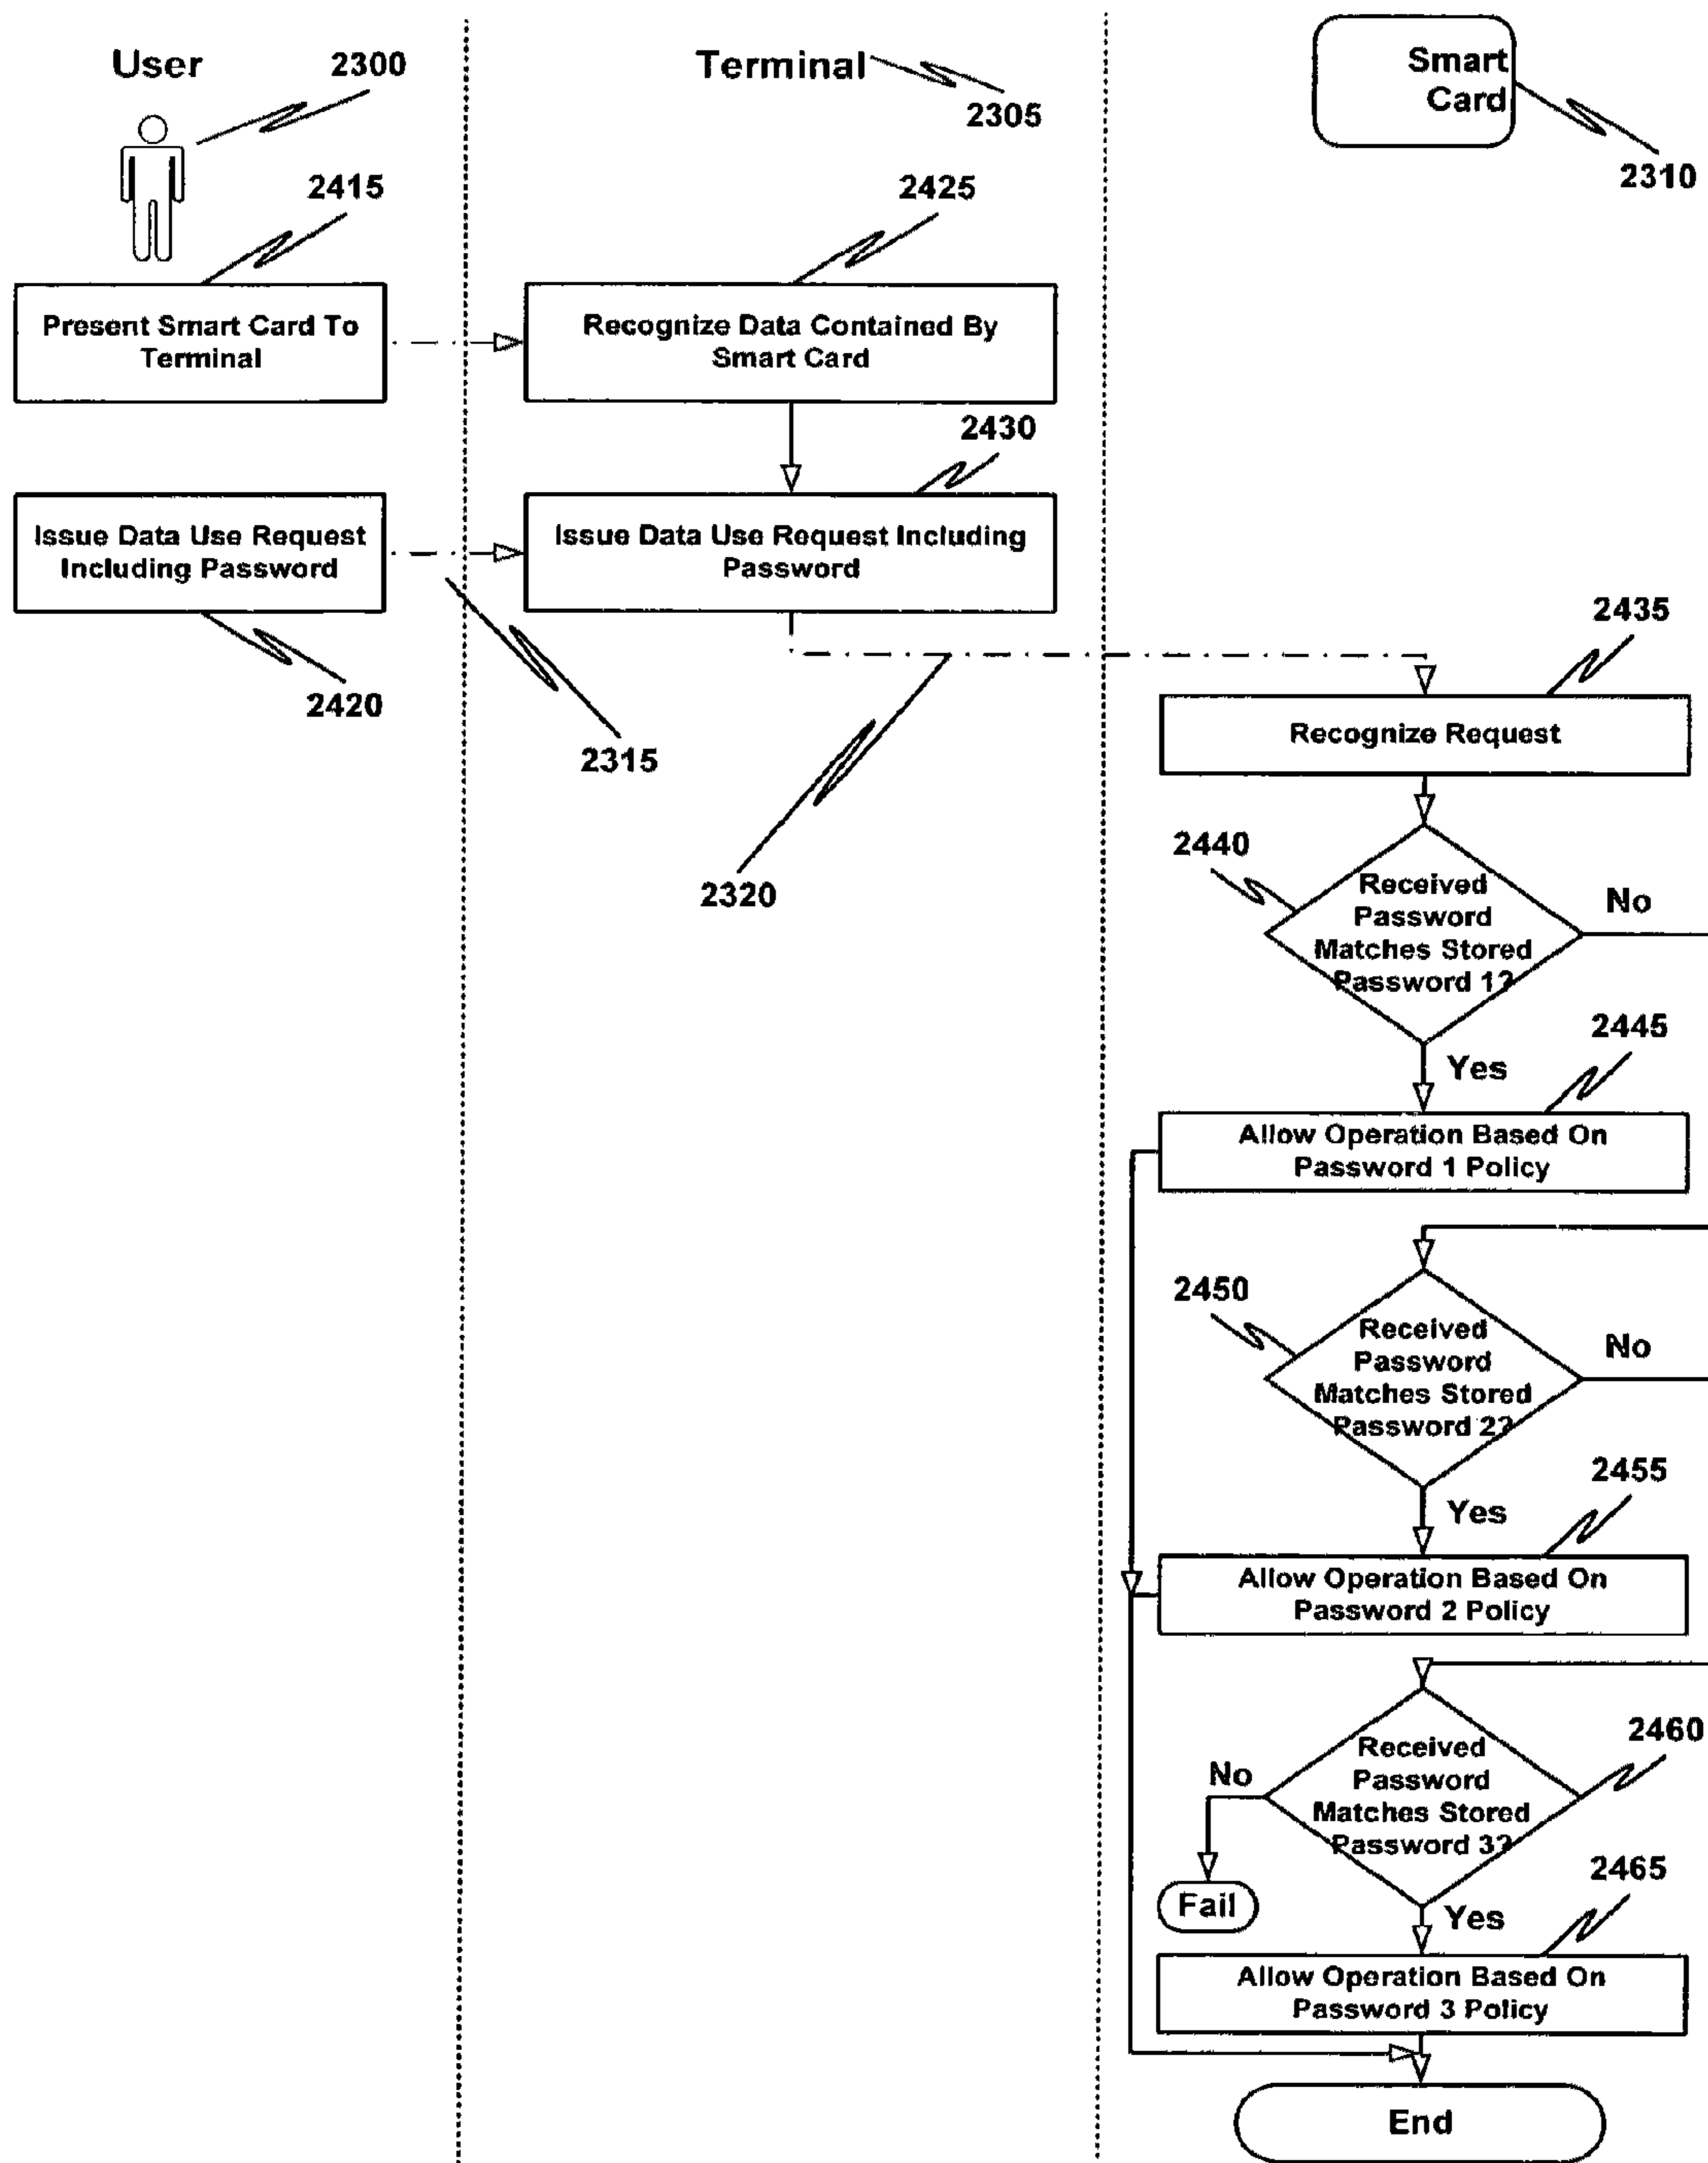 User
2300
Terminal
2305
Smart
Card
2310
2415
2425
Present Smart Card To
Terminal
Recognize Data Contained By
Smart Card
2430
Issue Data Use Request
Including Password
Issue Data Use Request Including
Password
2420
2315
2320
2435
Recognize Request
2440
Received
Password
Matches Stored
Password 1?
No
Yes
2445
Allow Operation Based On
Password 1 Policy
2450
Received
Password
Matches Stored
Password 2?
No
Yes
2455
Allow Operation Based On
Password 2 Policy
2460
Received
Password
Matches Stored
Password 3?
No
Fail
Yes
2465
Allow Operation Based On
Password 3 Policy
End